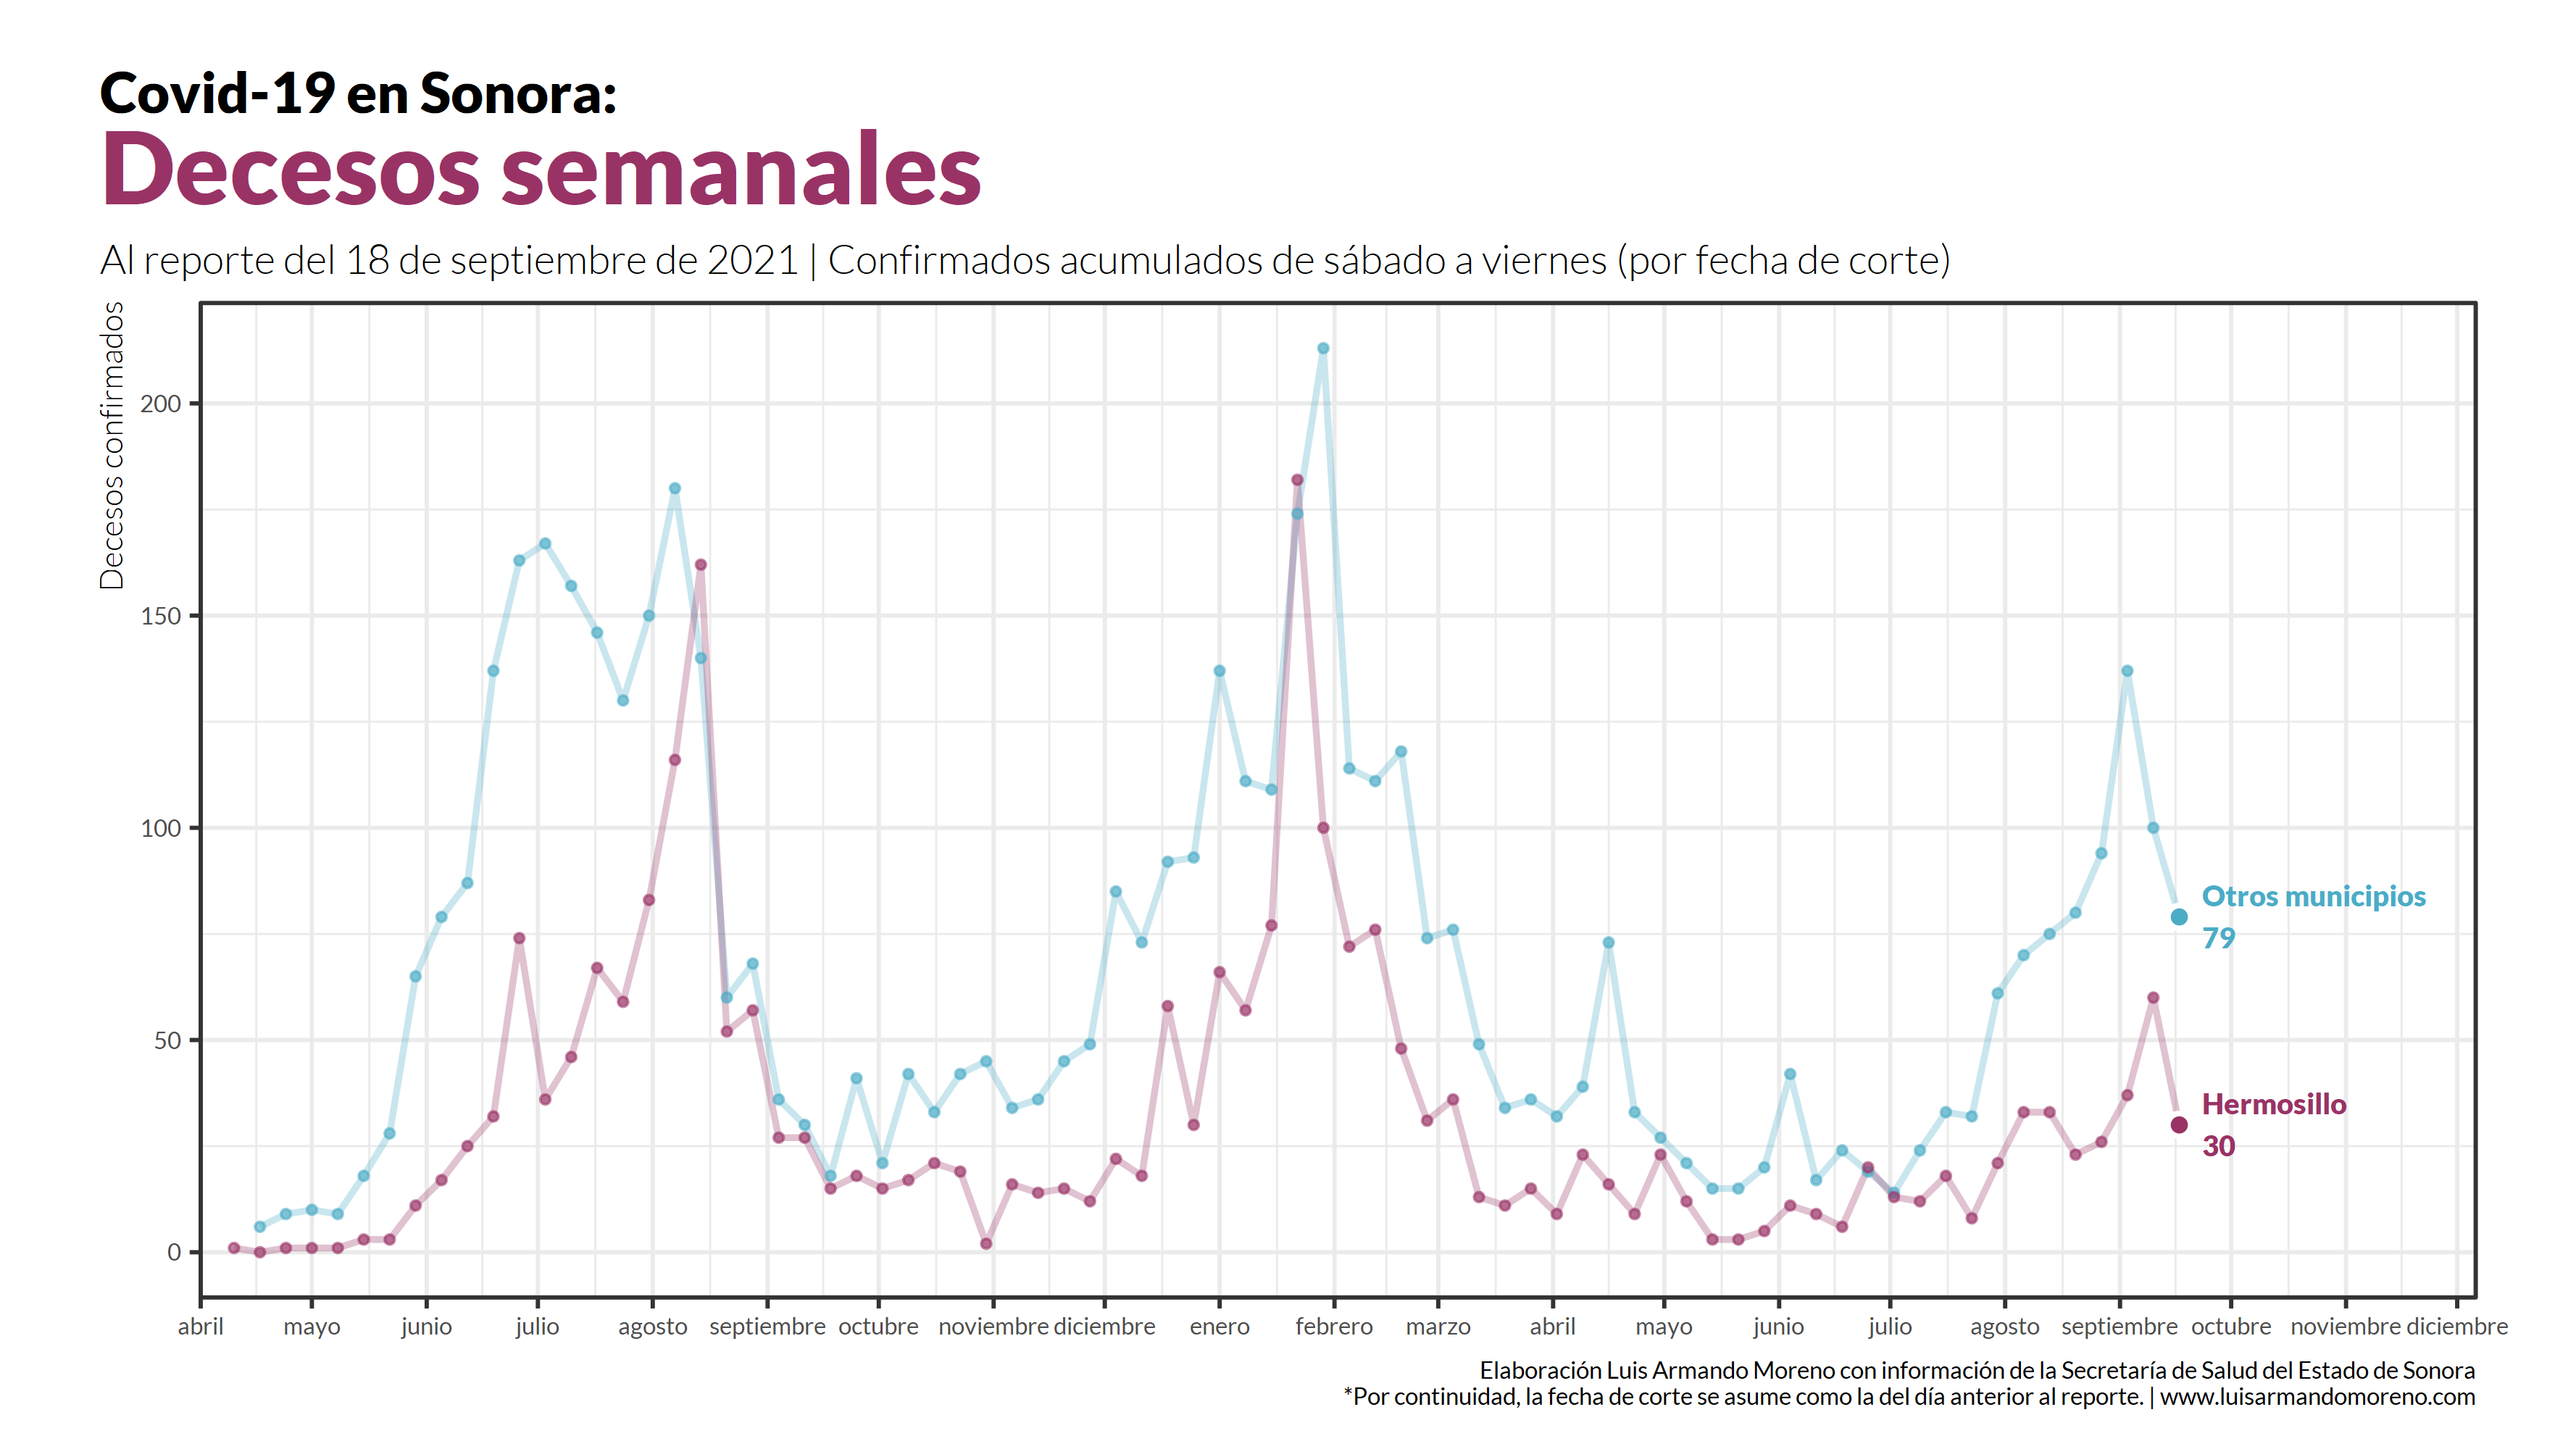 Covid-19 en Sonora:
Decesos semanales
Al reporte del 18 de septiembre de 2021 | Confirmados acumulados de sábado a viernes (por fecha de corte)
Decesos confirmados
200
150
100
50
0
Otros municipios
79
Hermosillo
30
abril mayo junio julio agosto septiembre octubre noviembre diciembre enero febrero marzo abril mayo junio julio agosto septiembre octubre noviembre diciembre
Elaboración Luis Armando Moreno con información de la Secretaría de Salud del Estado de Sonora
*Por continuidad, la fecha de corte se asume como la del día anterior al reporte. | www.luisarmandomoreno.com